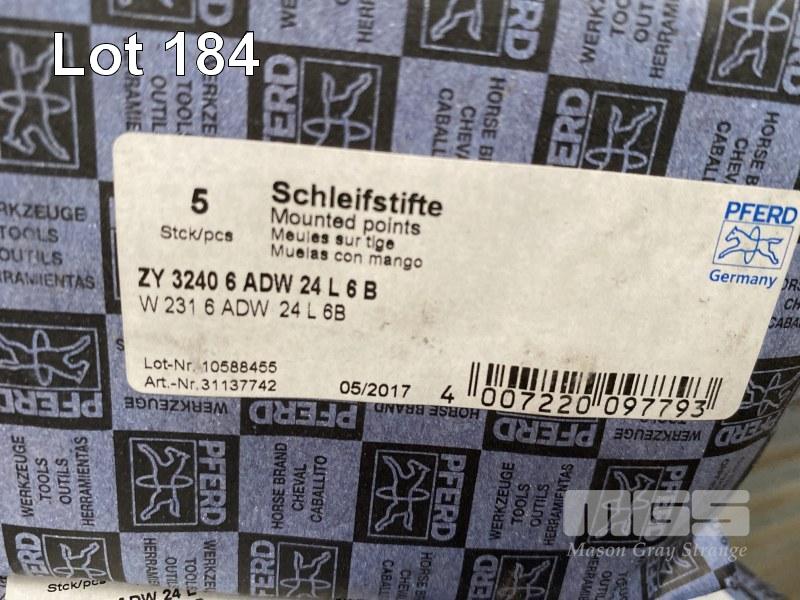 Lot 184
5
Stck/pcs
Schleifstifte
Mounted points
Meules sur tige
Muelas con mango
ZY 3240 6 ADW 24 L 6 B
W 231 6 ADW 24 L 6B
Lot-Nr. 10588455
Art.-Nr.31137742
05/2017
4 007220 097793
PFERD
Germany
PFERD
HORSE BRAND
CHEVAL
CABALLITO
WERKZEUGE
TOOLS
OUTILS
HERRAMIENTAS
MGS
Mason Gray Strange
Stck/pcs
ADW 24